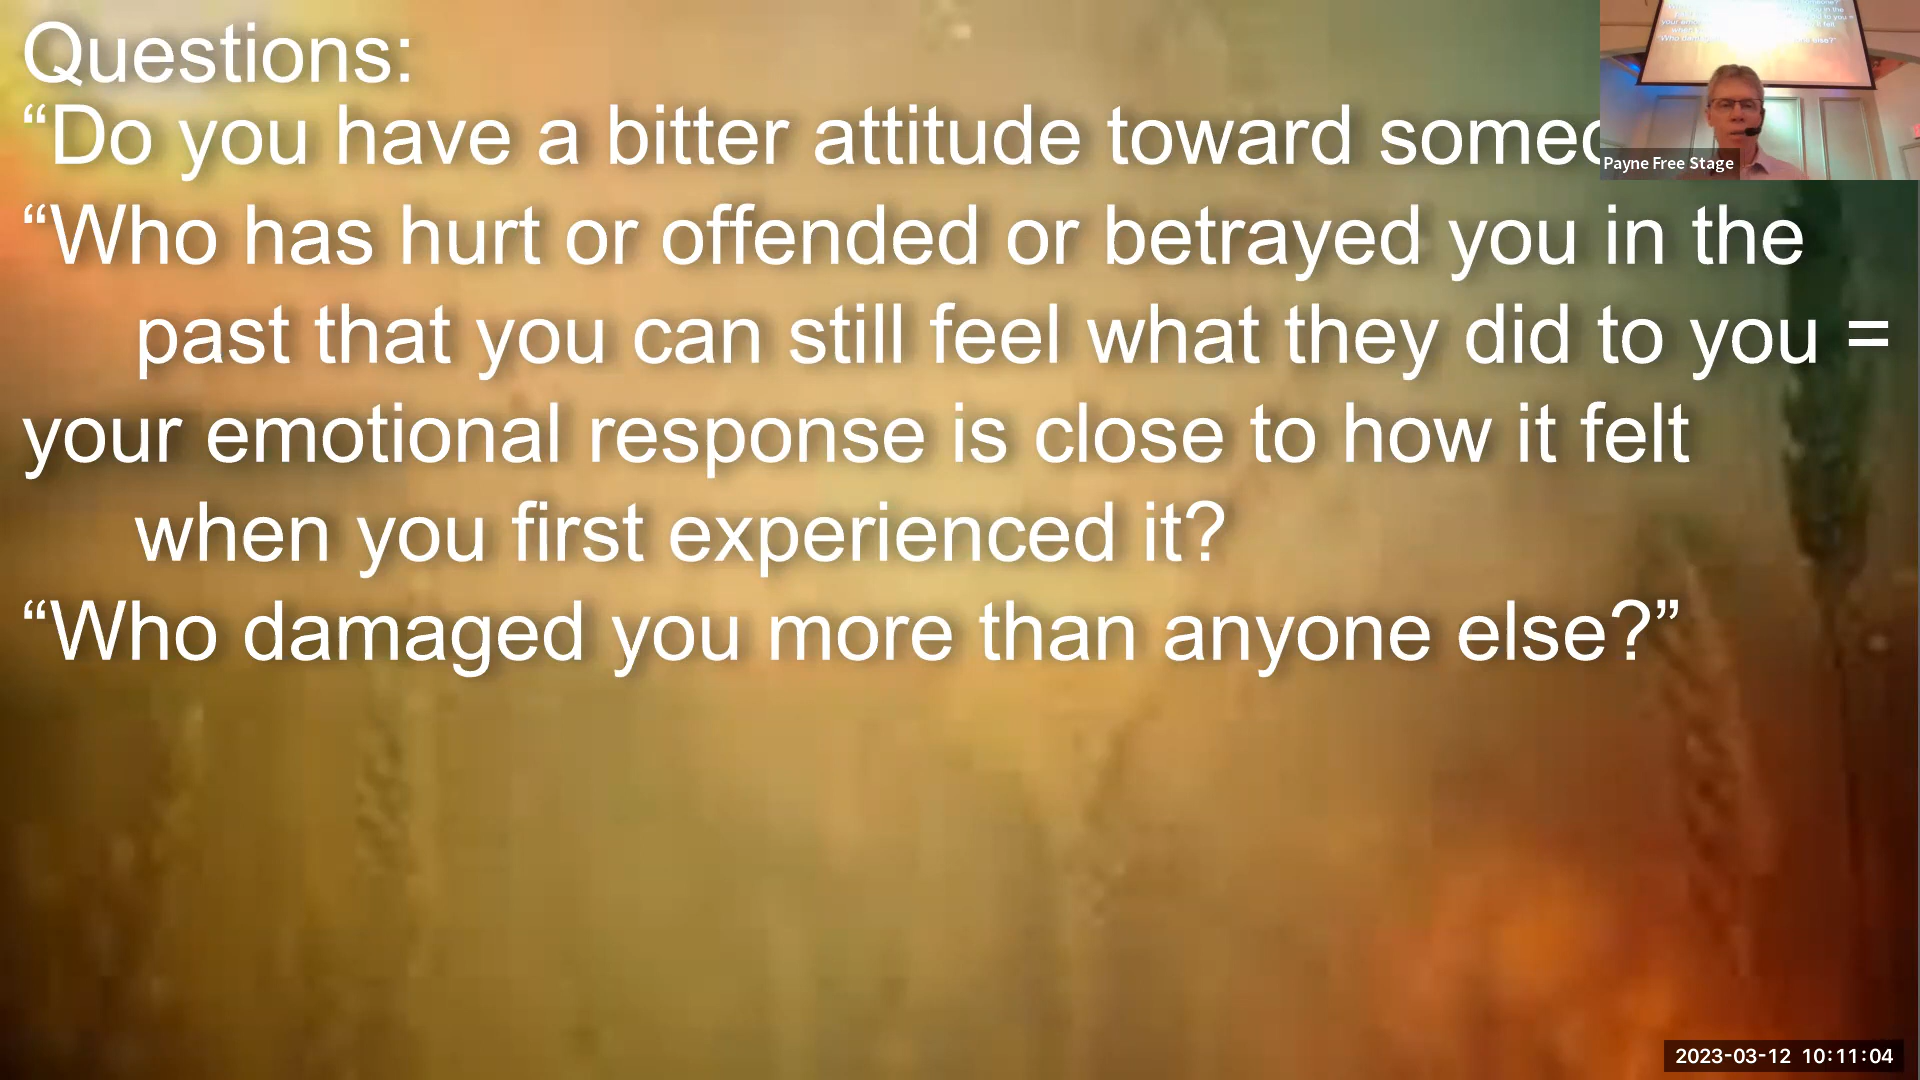 Questions:
“Do you have a bitter attitude toward
Payne Free Stage
“Who has hurt or offended or betrayed you in the
past that you can still feel what they did to you =
your emotional response is close to how it felt
when you first experienced it?
“Who damaged you more than anyone else?”
2023-03-12 10:11:04